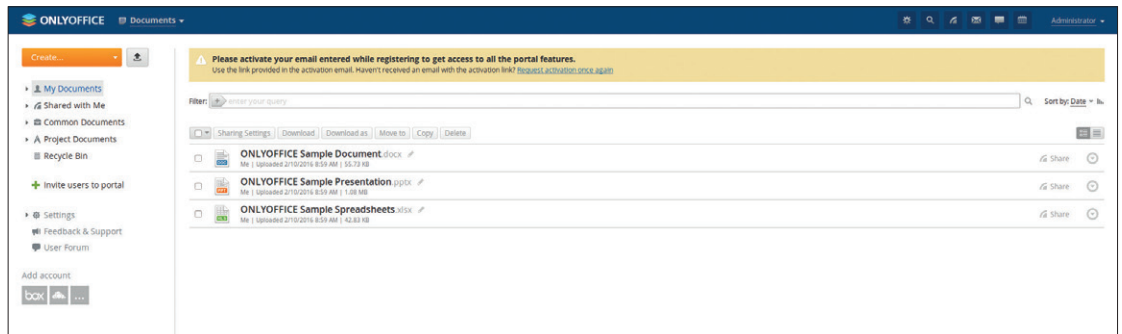 ONLYOFFICE Documents Administrator
Create...
Please activate your email entered while registering to get access to all the portal features.
Use the link provided in the activation email. Haven't received an email with the activation link? Request activation once again
My Documents
Shared with Me
Common Documents
Project Documents
Recycle Bin
Invite users to portal
Settings
Feedback & Support
User Forum
Add account
box ...
Filter: enter your query Sort by: Date
Sharing Settings Download Download as Move to Copy Delete
ONLYOFFICE Sample Document.docx Share
Me | Uploaded 2/10/2016 8:59 AM | 55.73 KB
ONLYOFFICE Sample Presentation.pptx Share
Me | Uploaded 2/10/2016 8:59 AM | 1.08 MB
ONLYOFFICE Sample Spreadsheets.xlsx Share
Me | Uploaded 2/10/2016 8:59 AM | 42.83 KB